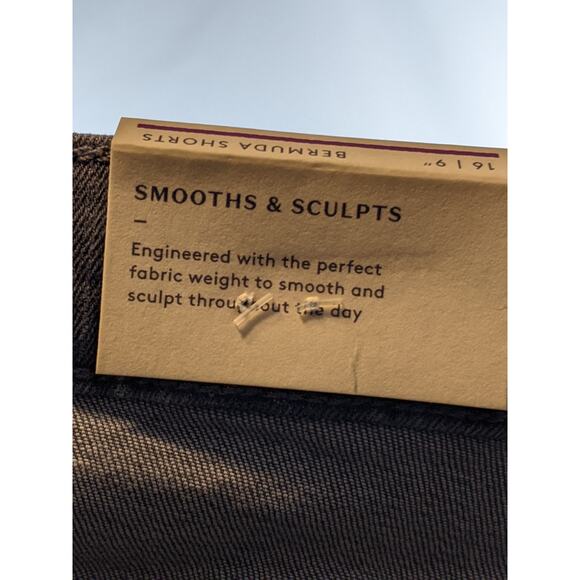 BERMUDA SHORTS 16 | 9"
SMOOTHS & SCULPTS
Engineered with the perfect
fabric weight to smooth and
sculpt throughout the day